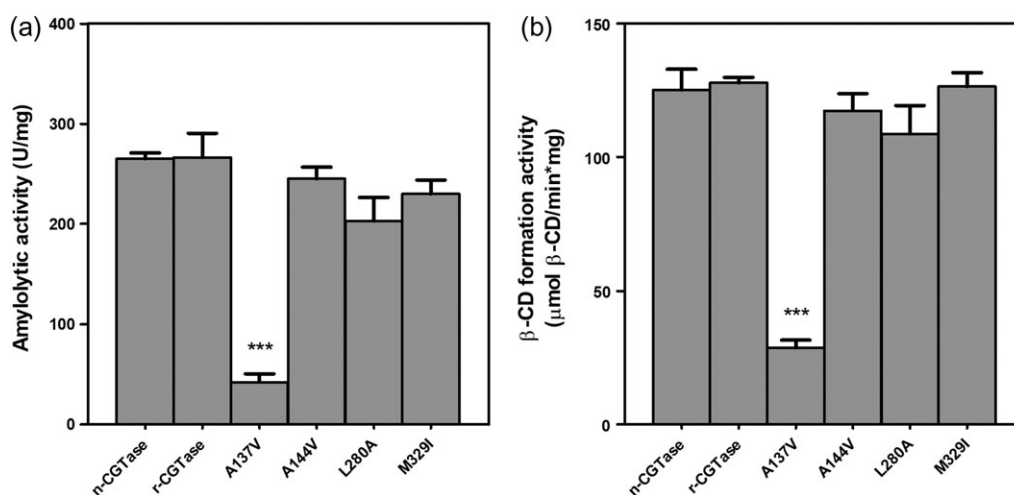 (a)
Amylolytic activity (U/mg)
400
300
200
100
0
***
n-CGTase
r-CGTase
A137V
A144V
L280A
M329I
(b)
β-CD formation activity
(μmol β-CD/min*mg)
150
100
50
0
***
n-CGTase
r-CGTase
A137V
A144V
L280A
M329I